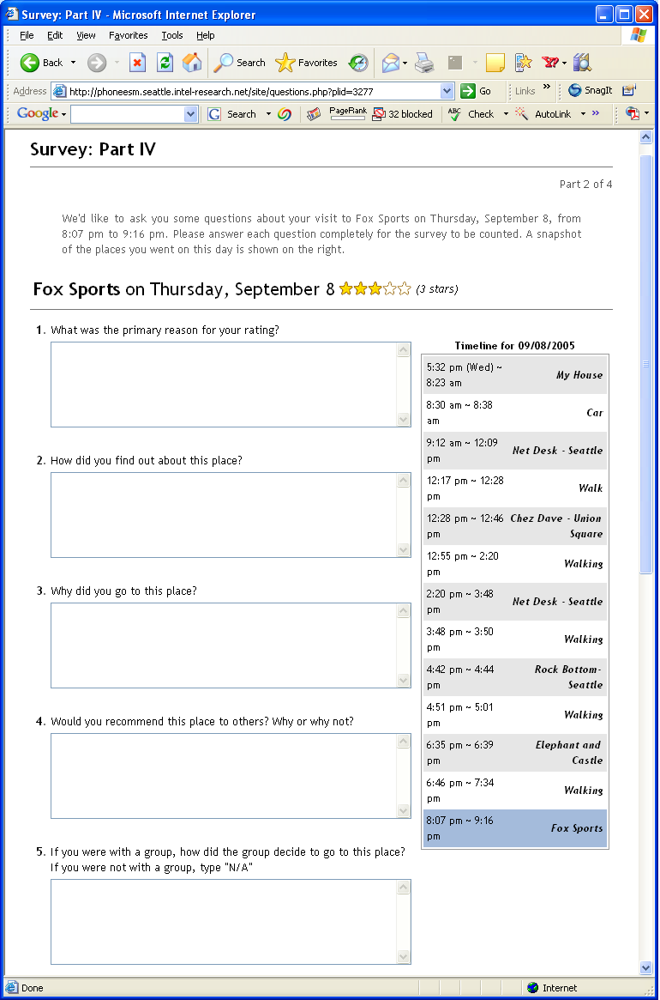 Survey: Part IV - Microsoft Internet Explorer
File Edit View Favorites Tools Help
Back Search Favorites
Address http://phoneesm.seattle.intel-research.net/site/questions.php?plid=3277 Go Links » SnagIt
Google Search PageRank 32 blocked ABC Check AutoLink »
Survey: Part IV
Part 2 of 4
We'd like to ask you some questions about your visit to Fox Sports on Thursday, September 8, from
8:07 pm to 9:16 pm. Please answer each question completely for the survey to be counted. A snapshot
of the places you went on this day is shown on the right.
Fox Sports on Thursday, September 8 (3 stars)
1. What was the primary reason for your rating?
2. How did you find out about this place?
3. Why did you go to this place?
4. Would you recommend this place to others? Why or why not?
5. If you were with a group, how did the group decide to go to this place?
If you were not with a group, type "N/A"
Timeline for 09/08/2005
5:32 pm (Wed) ~
8:23 am
My House
8:30 am ~ 8:38
am
Car
9:12 am ~ 12:09
pm
Net Desk - Seattle
12:17 pm ~ 12:28
pm
Walk
12:28 pm ~ 12:46
pm
Chez Dave - Union
Square
12:55 pm ~ 2:20
pm
Walking
2:20 pm ~ 3:48
pm
Net Desk - Seattle
3:48 pm ~ 3:50
pm
Walking
4:42 pm ~ 4:44
pm
Rock Bottom-
Seattle
4:51 pm ~ 5:01
pm
Walking
6:35 pm ~ 6:39
pm
Elephant and
Castle
6:46 pm ~ 7:34
pm
Walking
8:07 pm ~ 9:16
pm
Fox Sports
Done Internet